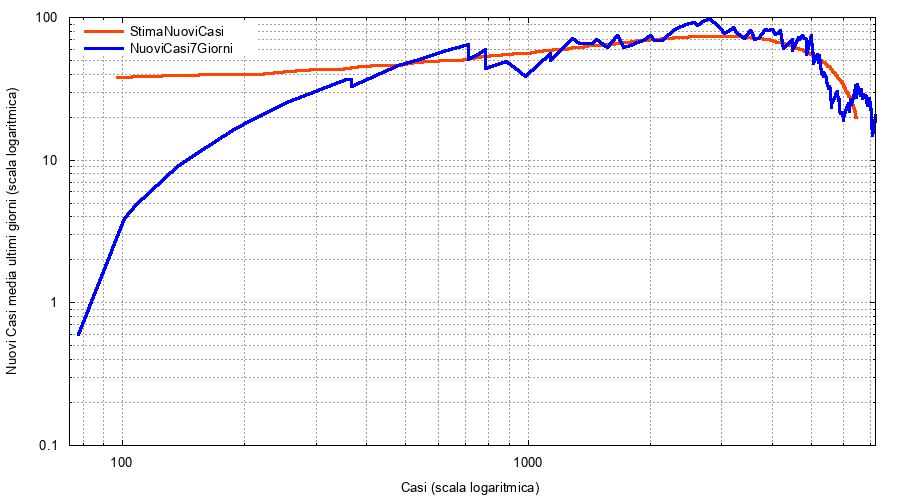 StimaNuoviCasi
NuoviCasi7Giorni
100
10
1
0.1
100
1000
Nuovi Casi media ultimi giorni (scala logaritmica)
Casi (scala logaritmica)